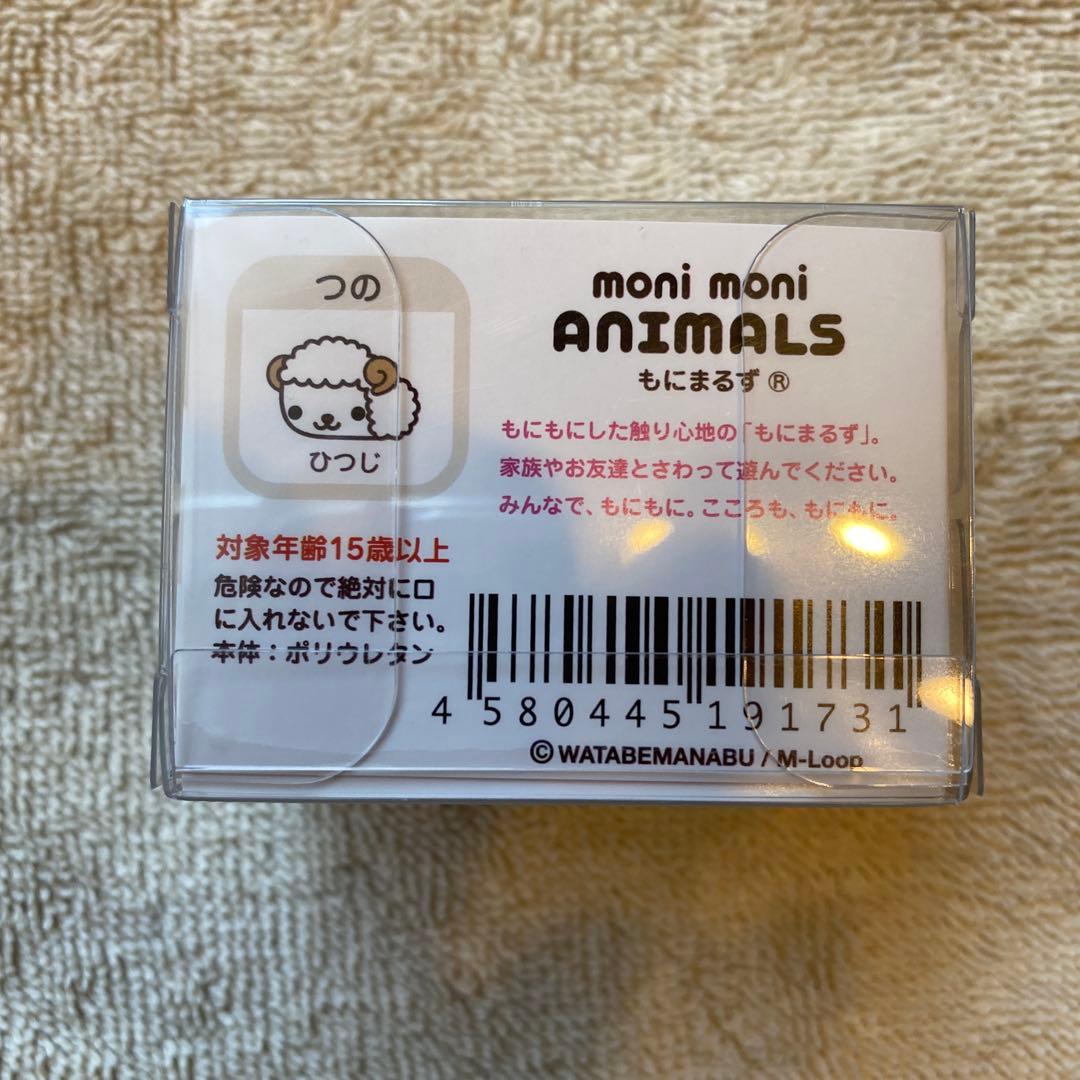 つの
ひつじ
moni moni
ANIMALS
もにまるず ®
もにもにした触り心地の「もにまるず」。
家族やお友達とさわって遊んでください。
みんなで、もにもに。こころも、もにもに。
対象年齢15歳以上
危険なので絶対に口
に入れないで下さい。
本体：ポリウレタン
4 580445 191731
© WATABEMANABU / M-Loop